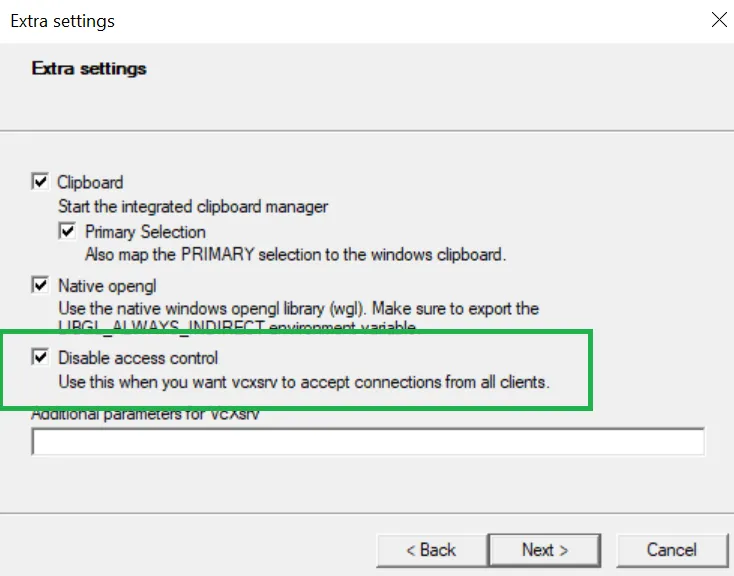 Extra settings
Extra settings
Clipboard
Start the integrated clipboard manager
Primary Selection
Also map the PRIMARY selection to the windows clipboard.
Native opengl
Use the native windows opengl library (wgl). Make sure to export the
LIBGL_ALWAYS_INDIRECT environment variable
Disable access control
Use this when you want vcxsrv to accept connections from all clients.
Additional parameters for VcXsrv
< Back
Next >
Cancel